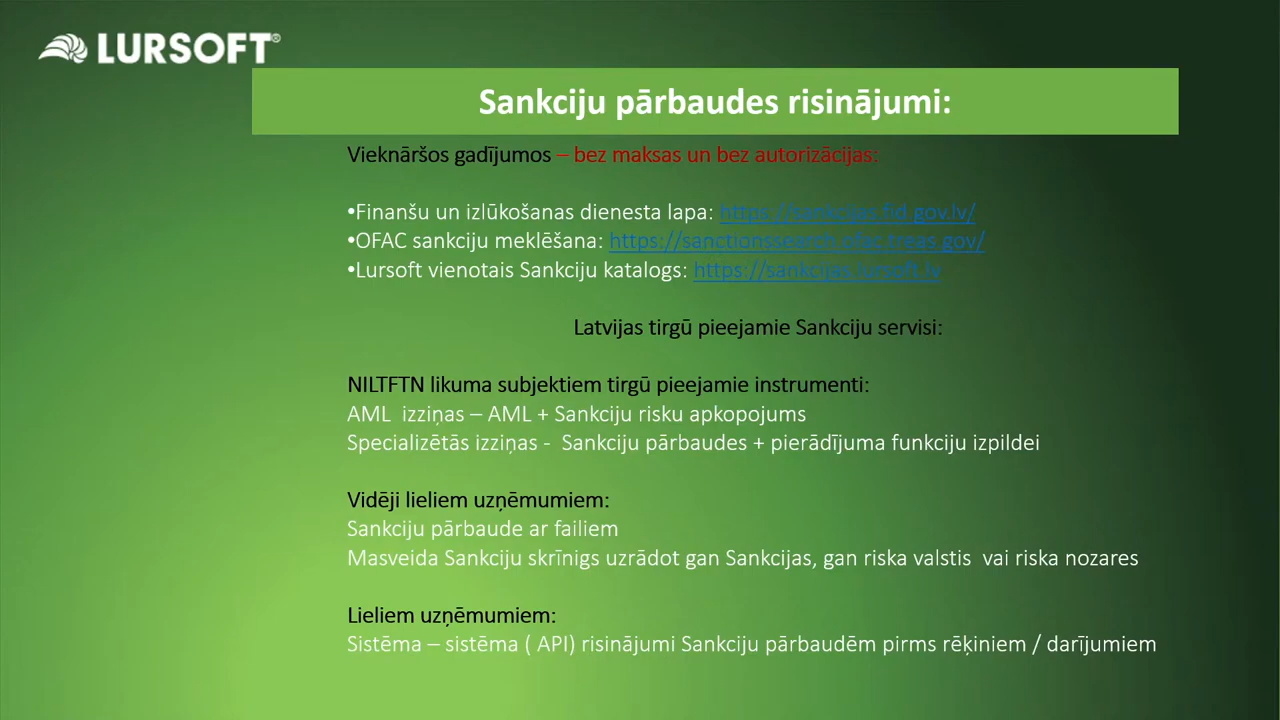 LURSOFT®
Sankciju pārbaudes risinājumi:
Vieknāršos gadījumos – bez maksas un bez autorizācijas:
•Finanšu un izlūkošanas dienesta lapa: https://sankcijas.fid.gov.lv/
•OFAC sankciju meklēšana: https://sanctionssearch.ofac.treas.gov/
•Lursoft vienotais Sankciju katalogs: https://sankcijas.lursoft.lv
Latvijas tirgū pieejamie Sankciju servisi:
NILTFTN likuma subjektiem tirgū pieejamie instrumenti:
AML  izziņas – AML + Sankciju risku apkopojums
Specializētās izziņas -  Sankciju pārbaudes + pierādījuma funkciju izpildei
Vidēji lieliem uzņēmumiem:
Sankciju pārbaude ar failiem
Masveida Sankciju skrīnigs uzrādot gan Sankcijas, gan riska valstis  vai riska nozares
Lieliem uzņēmumiem:
Sistēma – sistēma ( API) risinājumi Sankciju pārbaudēm pirms rēķiniem / darījumiem